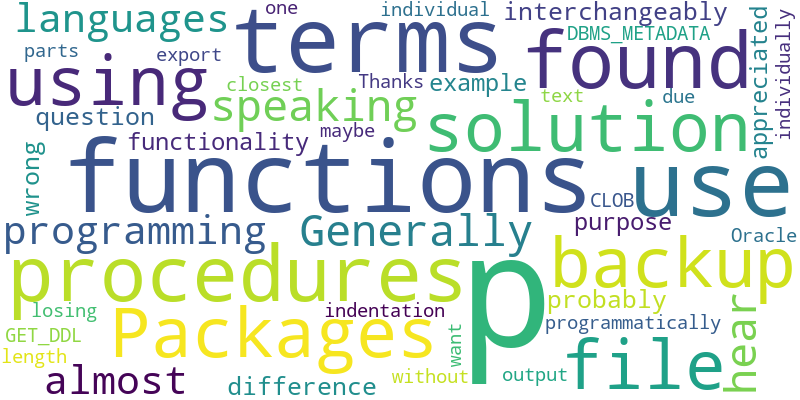 languages
one
individual
interchangeably
parts
export
terms
found
DBMS_METADATA
appreciated
individually
using
closest
Thanks
example
speaking
text
due
question
solution
functionality
maybe
wrong
functions
use
CLOB
purpose
programming
Generally
Oracle
procedures
p
backup
probably
losing
indentation
hear
Packages
programmatically
GET_DDL
want
file
length
almost
difference
without
output